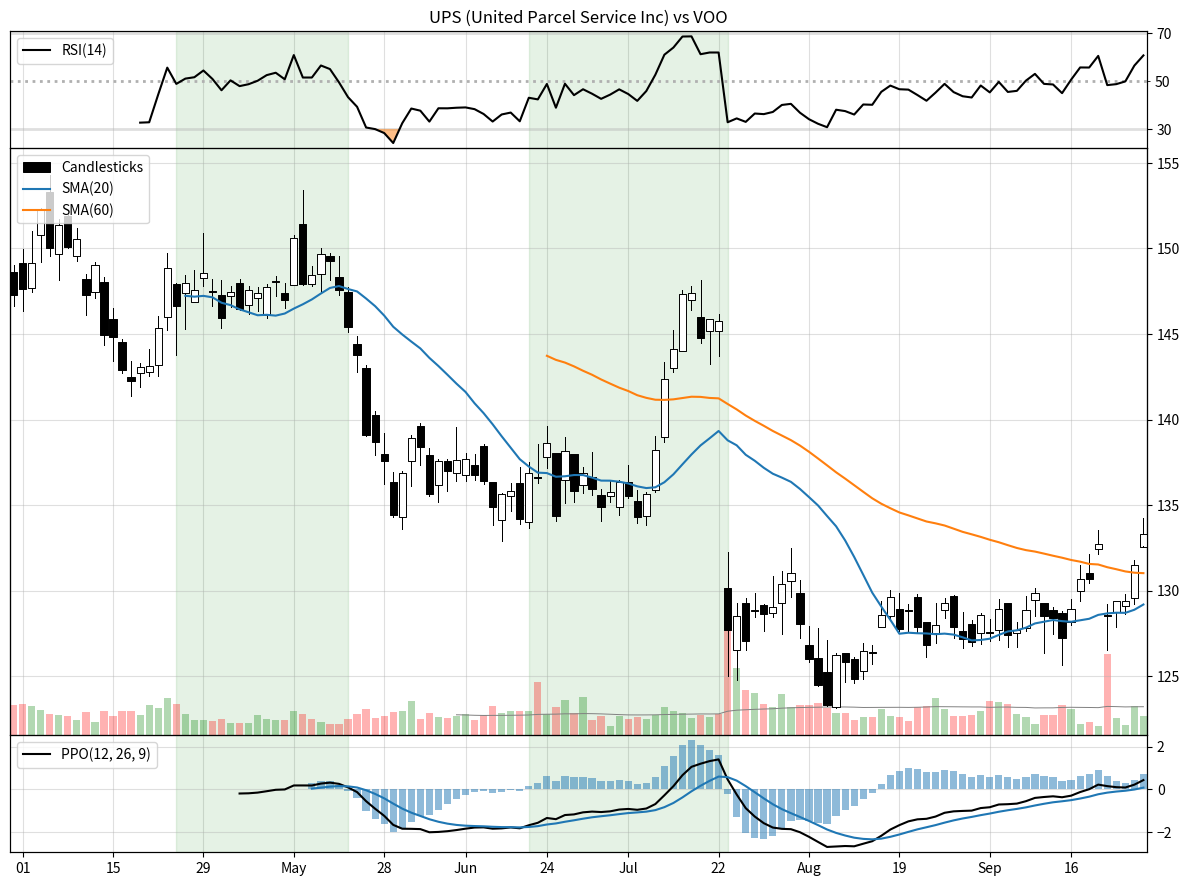 UPS (United Parcel Service Inc) vs VOO
RSI(14)
70
50
30
Candlesticks
SMA(20)
SMA(60)
155
150
145
140
135
130
125
PPO(12, 26, 9)
2
0
−2
01 15 29 May 28 Jun 24 Jul 22 Aug 19 Sep 16